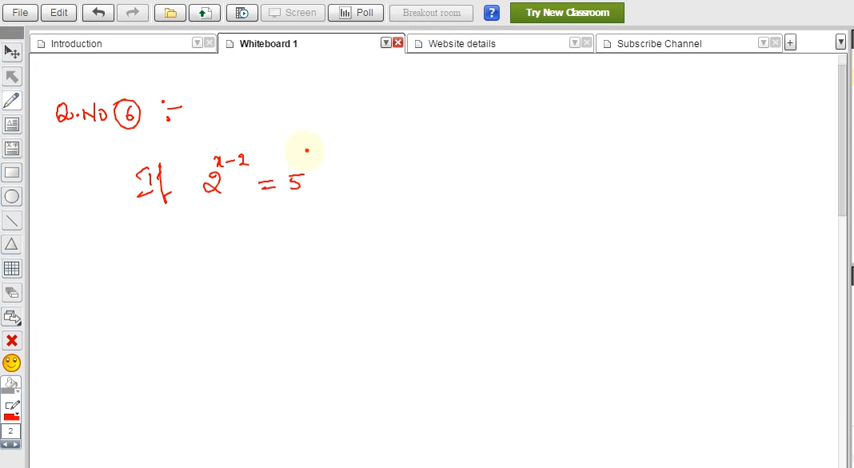 File Edit Screen Poll Breakout room ? Try New Classroom
Introduction Whiteboard 1 Website details Subscribe Channel
Q.No 6 :-
If 2^x-2 = 5
2